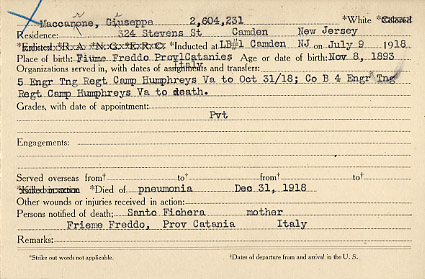 Maccarone, Giuseppe 2,604,231 *White *Colored
Residence: 324 Stevens St Camden New Jersey
*Enlisted *R A *N G *E R C *Inducted at LB#1 Camden NJ on July 9 1918
Place of birth: Fiume Freddo Prov Catanies Age or date of birth: Nov 8, 1893
Italy
Organizations served in, with dates of assignments and transfers:
5 Engr Tng Regt Camp Humphreys Va to Oct 31/18; Co B 4 Engr Tng
Regt Camp Humphreys Va to death.
Grades, with date of appointment:
Pvt
Engagements:
Served overseas from† to† from† to†
*Killed in action *Died of pneumonia Dec 31, 1918
Other wounds or injuries received in action:
Persons notified of death: Santo Fichera mother
Frieme Freddo, Prov Catania Italy
Remarks:
*Strike out words not applicable. †Dates of departure from and arrival in the U. S.